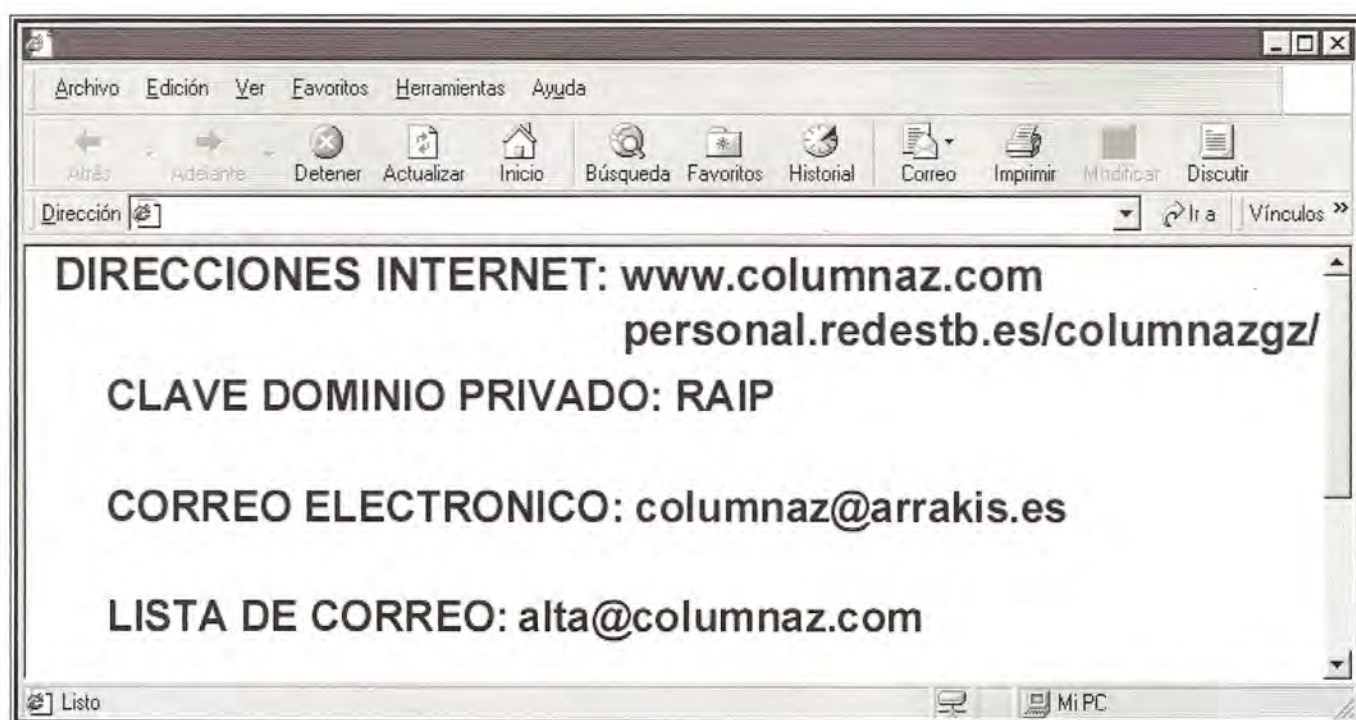 Archivo Edición Ver Favoritos Herramientas Ayuda
Atrás Adelante Detener Actualizar Inicio Búsqueda Favoritos Historial Correo Imprimir Modificar Discutir
Dirección Ir a Vínculos »
DIRECCIONES INTERNET: www.columnaz.com
personal.redestb.es/columnazgz/
CLAVE DOMINIO PRIVADO: RAIP
CORREO ELECTRONICO: columnaz@arrakis.es
LISTA DE CORREO: alta@columnaz.com
Listo Mi PC